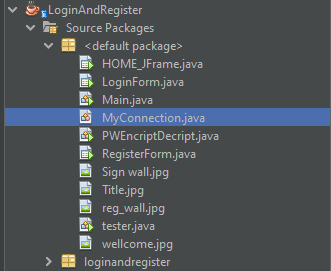 LoginAndRegister
Source Packages
<default package>
HOME_JFrame.java
LoginForm.java
Main.java
MyConnection.java
PWEncriptDecript.java
RegisterForm.java
Sign wall.jpg
Title.jpg
reg_wall.jpg
tester.java
wellcome.jpg
loginandregister